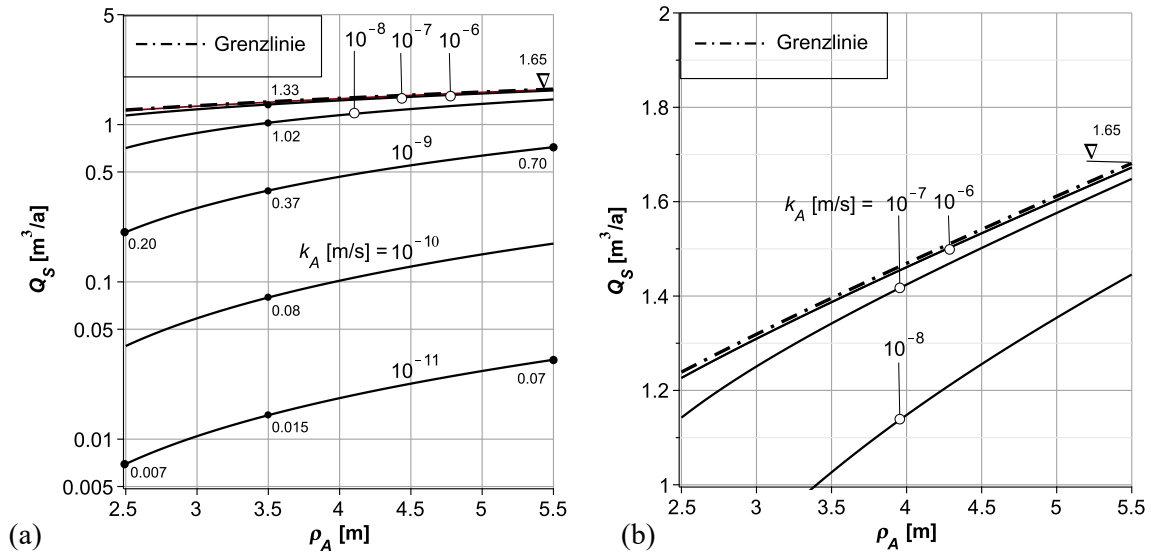 5
Grenzlinie
10⁻⁸ 10⁻⁷ 10⁻⁶
1.65
1.33
1
1.02
10⁻⁹
0.5
0.70
0.37
0.20
Q_S [m³/a]
k_A [m/s] = 10⁻¹⁰
0.1
0.08
0.05
10⁻¹¹
0.07
0.015
0.01
0.007
0.005
2.5 3 3.5 4 4.5 5 5.5
(a)
ρ_A [m]
2
Grenzlinie
1.8
1.65
k_A [m/s] = 10⁻⁷ 10⁻⁶
1.6
Q_S [m³/a]
1.4
10⁻⁸
1.2
1
2.5 3 3.5 4 4.5 5 5.5
(b)
ρ_A [m]